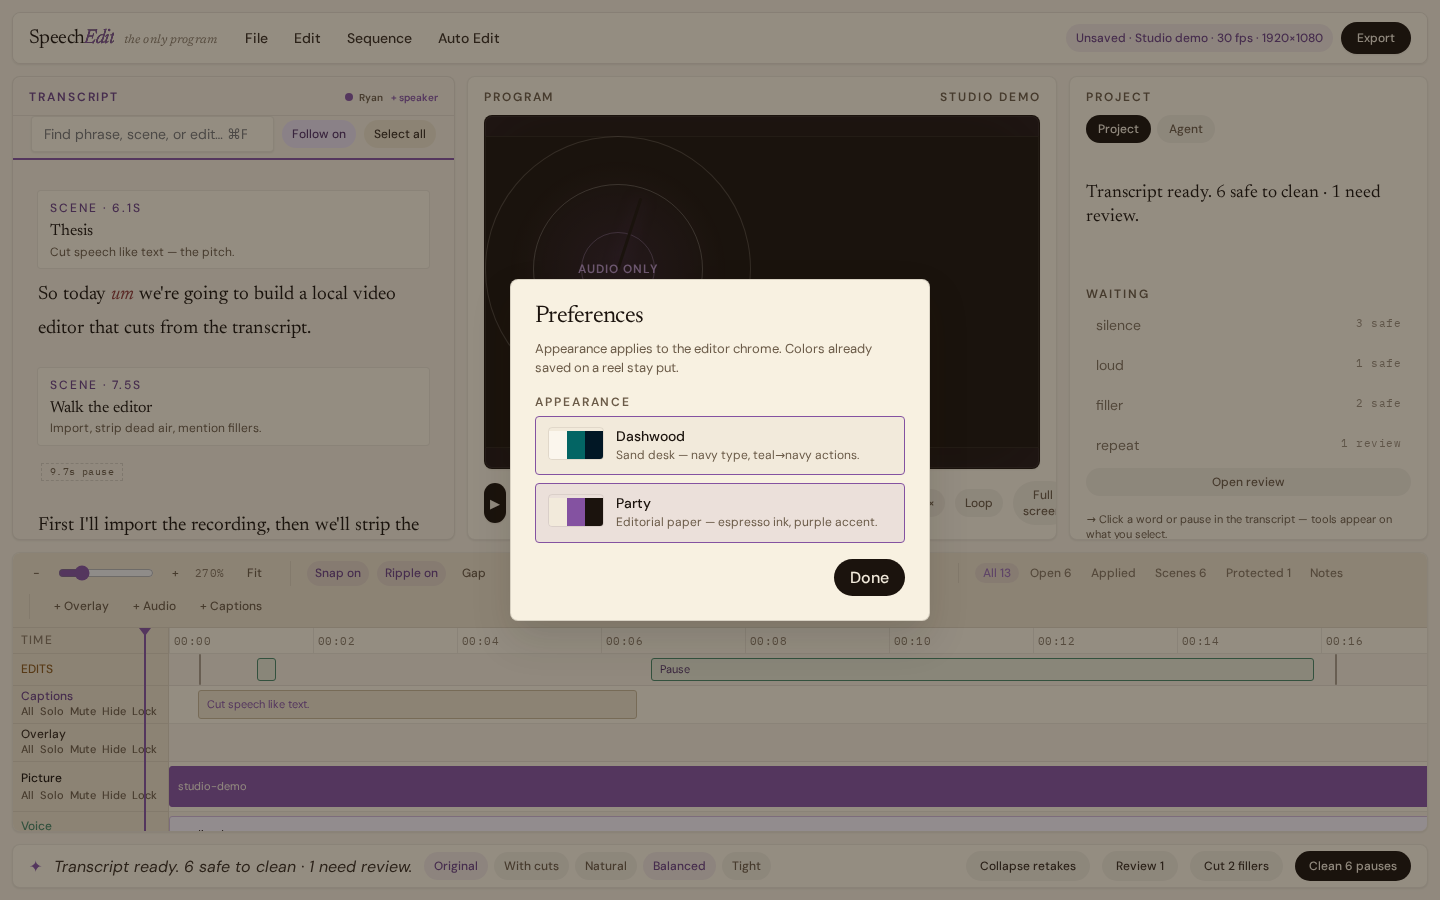 SpeechEdit the only program File Edit Sequence Auto Edit
Unsaved · Studio demo · 30 fps · 1920×1080 Export
TRANSCRIPT
Ryan + speaker
Find phrase, scene, or edit... ⌘F Follow on Select all
SCENE · 6.1S
Thesis
Cut speech like text — the pitch.
So today um we're going to build a local video
editor that cuts from the transcript.
SCENE · 7.5S
Walk the editor
Import, strip dead air, mention fillers.
9.7s pause
First I'll import the recording, then we'll strip the
PROGRAM STUDIO DEMO
AUDIO ONLY
Loop
Full
Preferences
Appearance applies to the editor chrome. Colors already
saved on a reel stay put.
APPEARANCE
Dashwood
Sand desk — navy type, teal→navy actions.
Party
Editorial paper — espresso ink, purple accent.
Done
PROJECT
Project Agent
Transcript ready. 6 safe to clean · 1 need
review.
WAITING
silence 3 safe
loud 1 safe
filler 2 safe
repeat 1 review
Open review
→ Click a word or pause in the transcript — tools appear on
what you select.
− + 270% Fit Snap on Ripple on Gap
All 13 Open 6 Applied Scenes 6 Protected 1 Notes
+ Overlay + Audio + Captions
TIME 00:00 00:02 00:04 00:06 00:08 00:10 00:12 00:14 00:16
EDITS Pause
Captions
All Solo Mute Hide Lock
Cut speech like text.
Overlay
All Solo Mute Hide Lock
Picture
All Solo Mute Hide Lock
studio-demo
Voice
✦ Transcript ready. 6 safe to clean · 1 need review. Original With cuts Natural Balanced Tight
Collapse retakes Review 1 Cut 2 fillers Clean 6 pauses